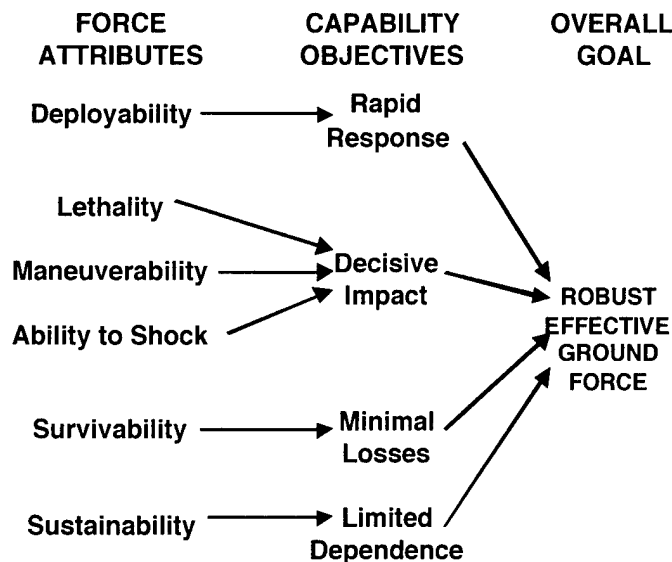 FORCE
ATTRIBUTES
CAPABILITY
OBJECTIVES
OVERALL
GOAL
Deployability
Rapid
Response
Lethality
Maneuverability
Ability to Shock
Decisive
Impact
Survivability
Minimal
Losses
Sustainability
Limited
Dependence
ROBUST
EFFECTIVE
GROUND
FORCE